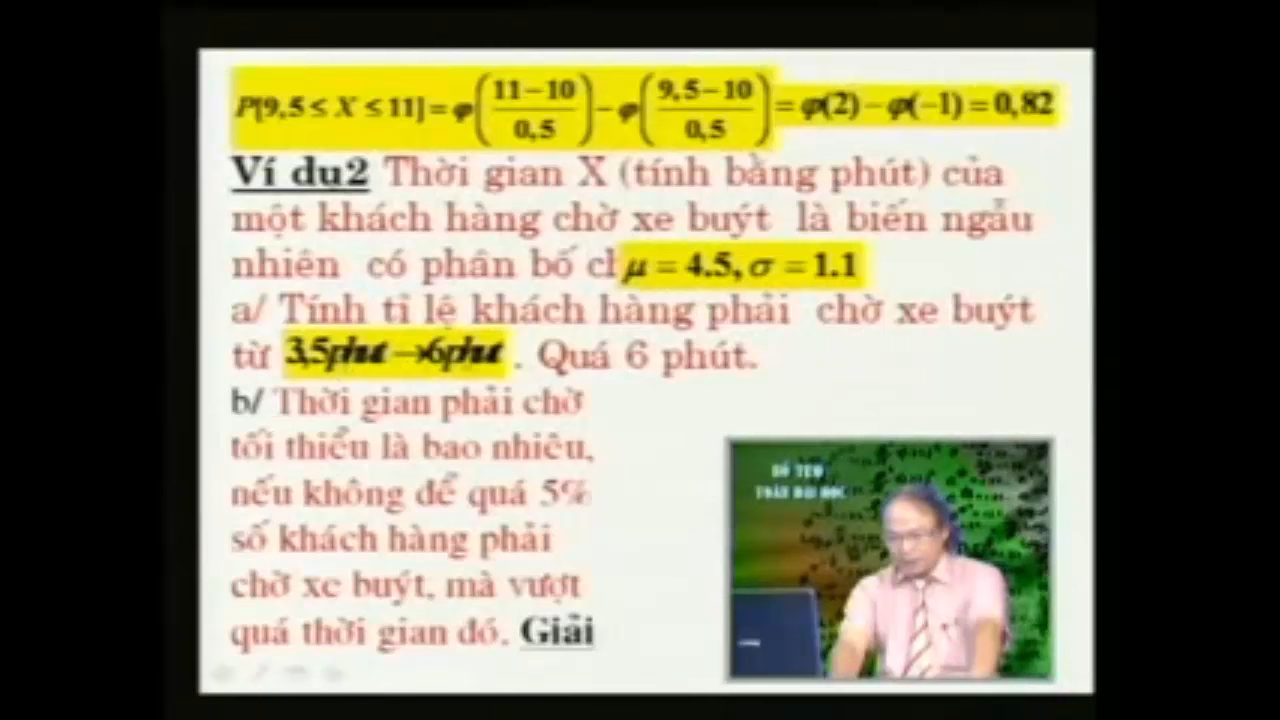 P[9,5 ≤ X ≤ 11] = φ((11−10)/0,5) − φ((9,5−10)/0,5) = φ(2) − φ(−1) = 0,82
Ví dụ2 Thời gian X (tính bằng phút) của
một khách hàng chờ xe buýt là biến ngẫu
nhiên có phân bố ch μ = 4.5, σ = 1.1
a/ Tính tỉ lệ khách hàng phải chờ xe buýt
từ 3,5phut →6phut . Quá 6 phút.
b/ Thời gian phải chờ
tối thiểu là bao nhiêu,
nếu không để quá 5%
số khách hàng phải
chờ xe buýt, mà vượt
quá thời gian đó. Giải
TOÁN ĐẠI HỌC